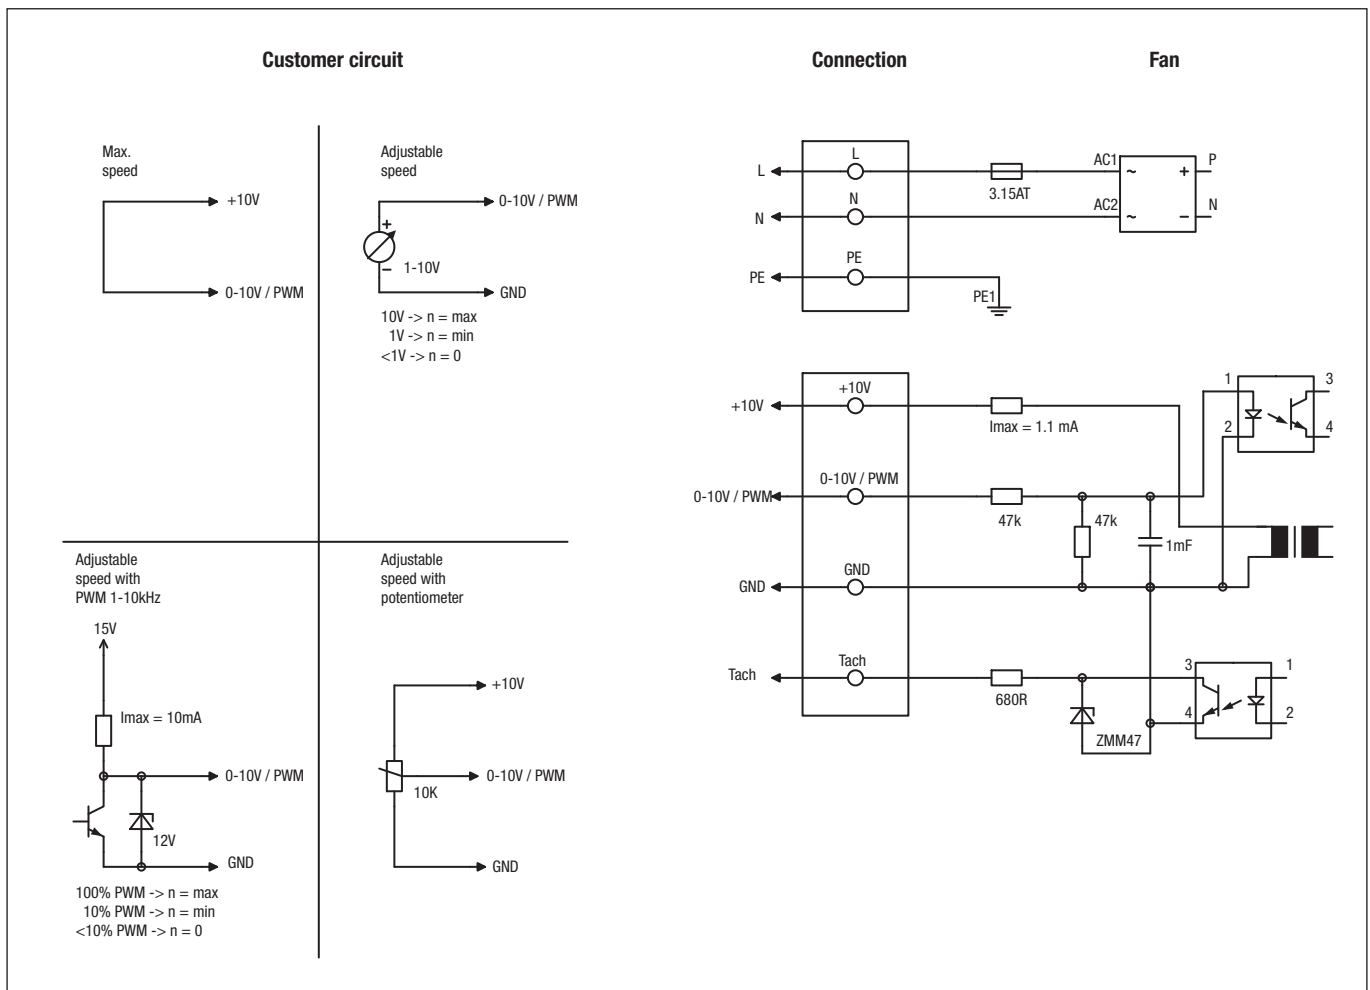 Customer circuit
Connection
Fan
Max.
speed
+10V
0-10V / PWM
Adjustable
speed
0-10V / PWM
+
−
1-10V
GND
10V -> n = max
1V -> n = min
<1V -> n = 0
Adjustable
speed with
PWM 1-10kHz
15V
Imax = 10mA
0-10V / PWM
12V
GND
100% PWM -> n = max
10% PWM -> n = min
<10% PWM -> n = 0
Adjustable
speed with
potentiometer
+10V
0-10V / PWM
10K
GND
L
L
3.15AT
AC1
~
+
P
N
N
AC2
~
−
N
PE
PE
PE1
+10V
+10V
Imax = 1.1 mA
1
3
2
4
0-10V / PWM
0-10V / PWM
47k
47k
1mF
GND
GND
Tach
Tach
680R
ZMM47
3
1
4
2